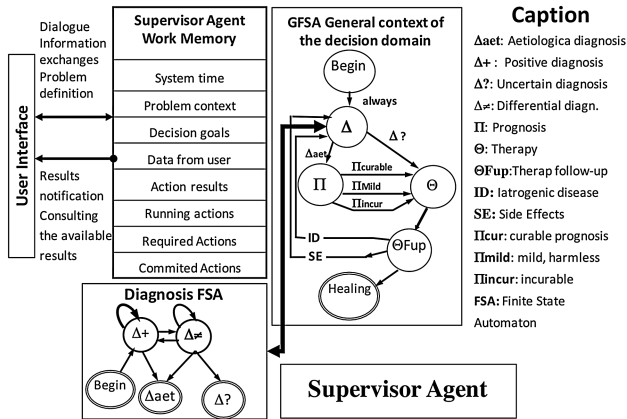 Dialogue
Information
exchanges
Problem
definition
User Interface
Results
notification
Consulting
the available
results
Supervisor Agent
Work Memory
System time
Problem context
Decision goals
Data from user
Action results
Running actions
Required Actions
Commited Actions
GFSA General context of
the decision domain
Begin
always
Δ
Δ ?
Δaet
Π
Πcurable
ΠMild
Πincur
Θ
ID
SE
ΘFup
Healing
Diagnosis FSA
Δ+
Δ≠
Begin
Δaet
Δ?
Supervisor Agent
Caption
Δaet: Aetiologica diagnosis
Δ+ : Positive diagnosis
Δ?: Uncertain diagnosis
Δ≠: Differential diagn.
Π: Prognosis
Θ: Therapy
ΘFup:Therap follow-up
ID: Iatrogenic disease
SE: Side Effects
Πcur: curable prognosis
Πmild: mild, harmless
Πincur: incurable
FSA: Finite State
Automaton